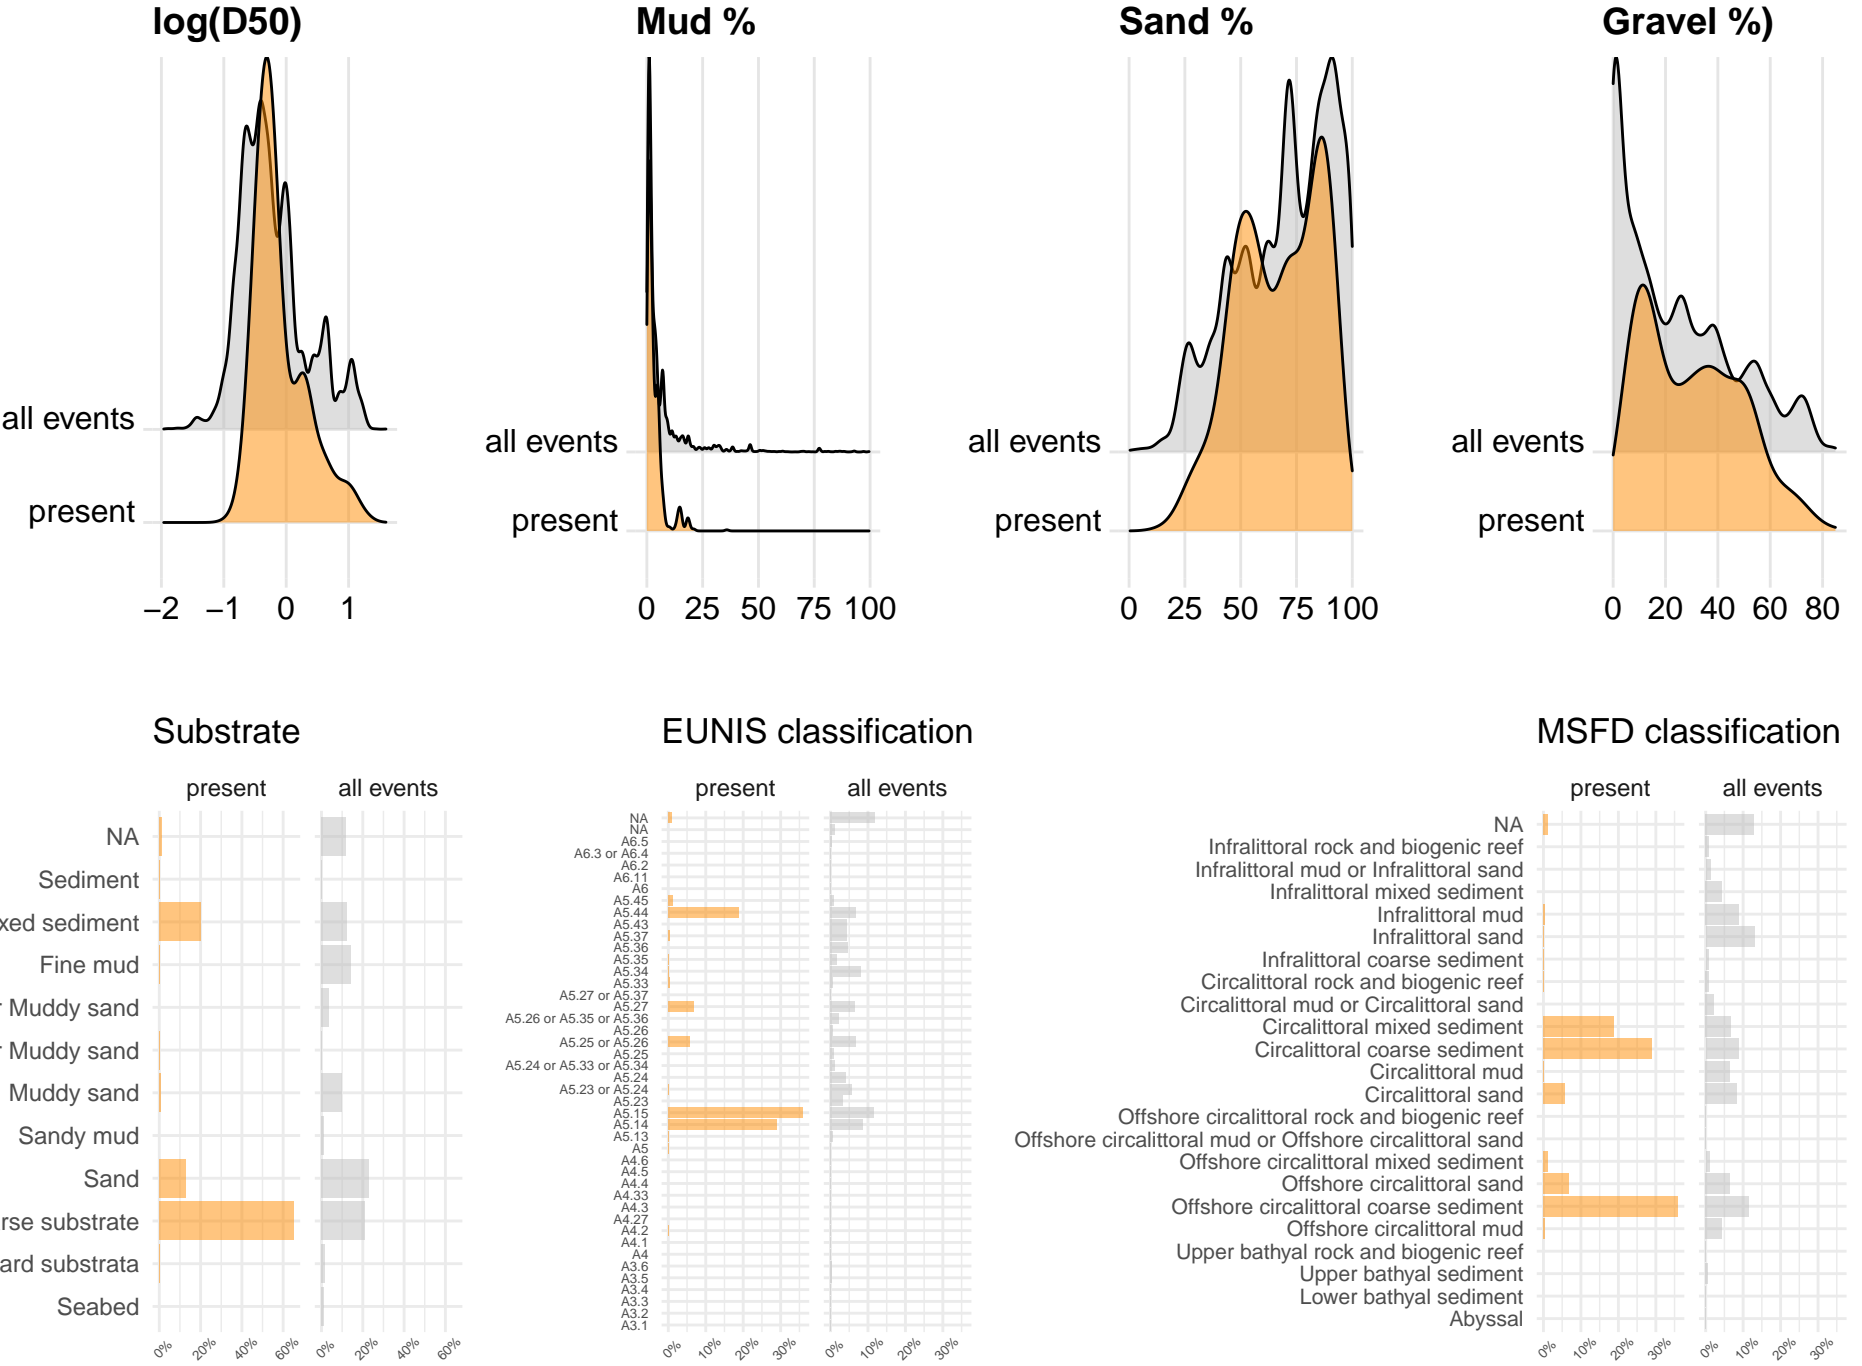 log(D50) Mud % Sand % Gravel %)
all events all events all events all events
present present present present
−2 −1 0 1 0 25 50 75 100 0 25 50 75 100 0 20 40 60 80
Substrate EUNIS classification MSFD classification
present all events present all events present all events
NA
Sediment
xed sediment
Fine mud
r Muddy sand
r Muddy sand
Muddy sand
Sandy mud
Sand
rse substrate
ard substrata
Seabed
0% 20% 40% 60% 0% 20% 40% 60%
NA
NA
A6.5
A6.3 or A6.4
A6.2
A6.11
A6
A5.45
A5.44
A5.43
A5.37
A5.36
A5.35
A5.34
A5.33
A5.27 or A5.37
A5.27
A5.26 or A5.35 or A5.36
A5.26
A5.25 or A5.26
A5.25
A5.24 or A5.33 or A5.34
A5.24
A5.23 or A5.24
A5.23
A5.15
A5.14
A5.13
A5
A4.6
A4.5
A4.4
A4.33
A4.3
A4.27
A4.2
A4.1
A4
A3.6
A3.5
A3.4
A3.3
A3.2
A3.1
0% 10% 20% 30% 0% 10% 20% 30%
NA
Infralittoral rock and biogenic reef
Infralittoral mud or Infralittoral sand
Infralittoral mixed sediment
Infralittoral mud
Infralittoral sand
Infralittoral coarse sediment
Circalittoral rock and biogenic reef
Circalittoral mud or Circalittoral sand
Circalittoral mixed sediment
Circalittoral coarse sediment
Circalittoral mud
Circalittoral sand
Offshore circalittoral rock and biogenic reef
Offshore circalittoral mud or Offshore circalittoral sand
Offshore circalittoral mixed sediment
Offshore circalittoral sand
Offshore circalittoral coarse sediment
Offshore circalittoral mud
Upper bathyal rock and biogenic reef
Upper bathyal sediment
Lower bathyal sediment
Abyssal
0% 10% 20% 30% 0% 10% 20% 30%